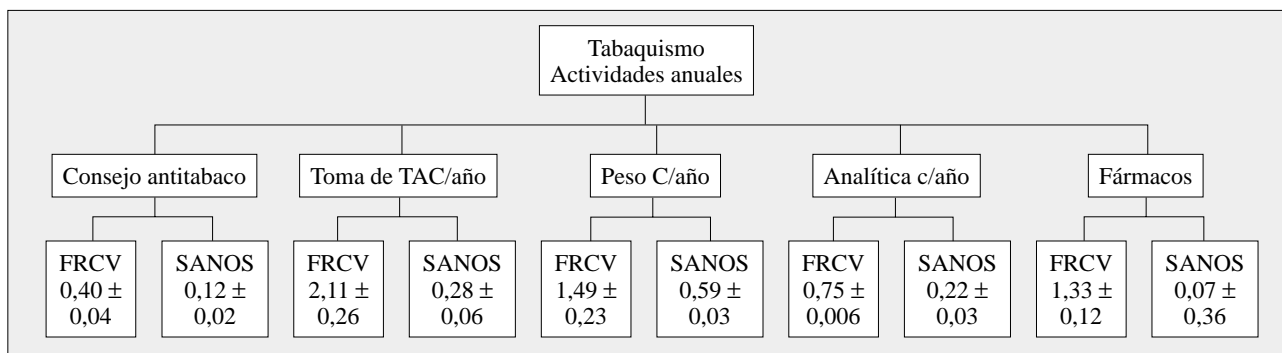 Tabaquismo
Actividades anuales
Consejo antitabaco
Toma de TAC/año
Peso C/año
Analítica c/año
Fármacos
FRCV
0,40 ±
0,04
SANOS
0,12 ±
0,02
FRCV
2,11 ±
0,26
SANOS
0,28 ±
0,06
FRCV
1,49 ±
0,23
SANOS
0,59 ±
0,03
FRCV
0,75 ±
0,006
SANOS
0,22 ±
0,03
FRCV
1,33 ±
0,12
SANOS
0,07 ±
0,36